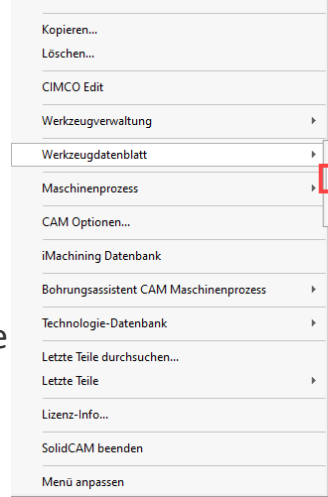 Kopieren...
Löschen...
CIMCO Edit
Werkzeugverwaltung
Werkzeugdatenblatt
Maschinenprozess
CAM Optionen...
iMachining Datenbank
Bohrungsassistent CAM Maschinenprozess
Technologie-Datenbank
e
Letzte Teile durchsuchen...
Letzte Teile
Lizenz-Info...
SolidCAM beenden
Menü anpassen